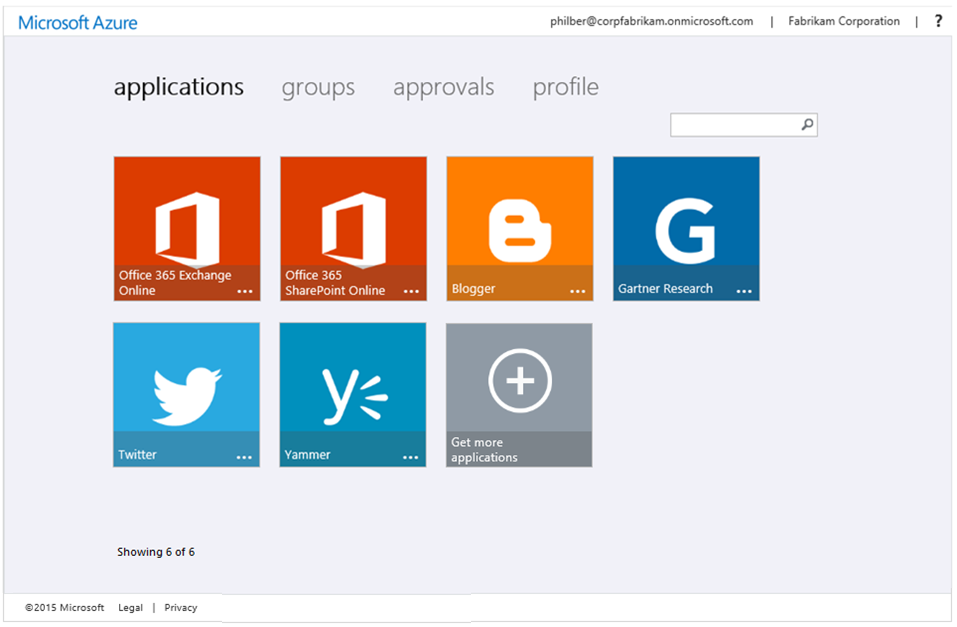 Microsoft Azure
philber@corpfabrikam.onmicrosoft.com | Fabrikam Corporation | ?
applications groups approvals profile
Office 365 Exchange
Online ...
Office 365
SharePoint Online ...
Blogger ...
G
Gartner Research ...
Twitter ...
Yammer ...
Get more
applications
Showing 6 of 6
©2015 Microsoft Legal | Privacy